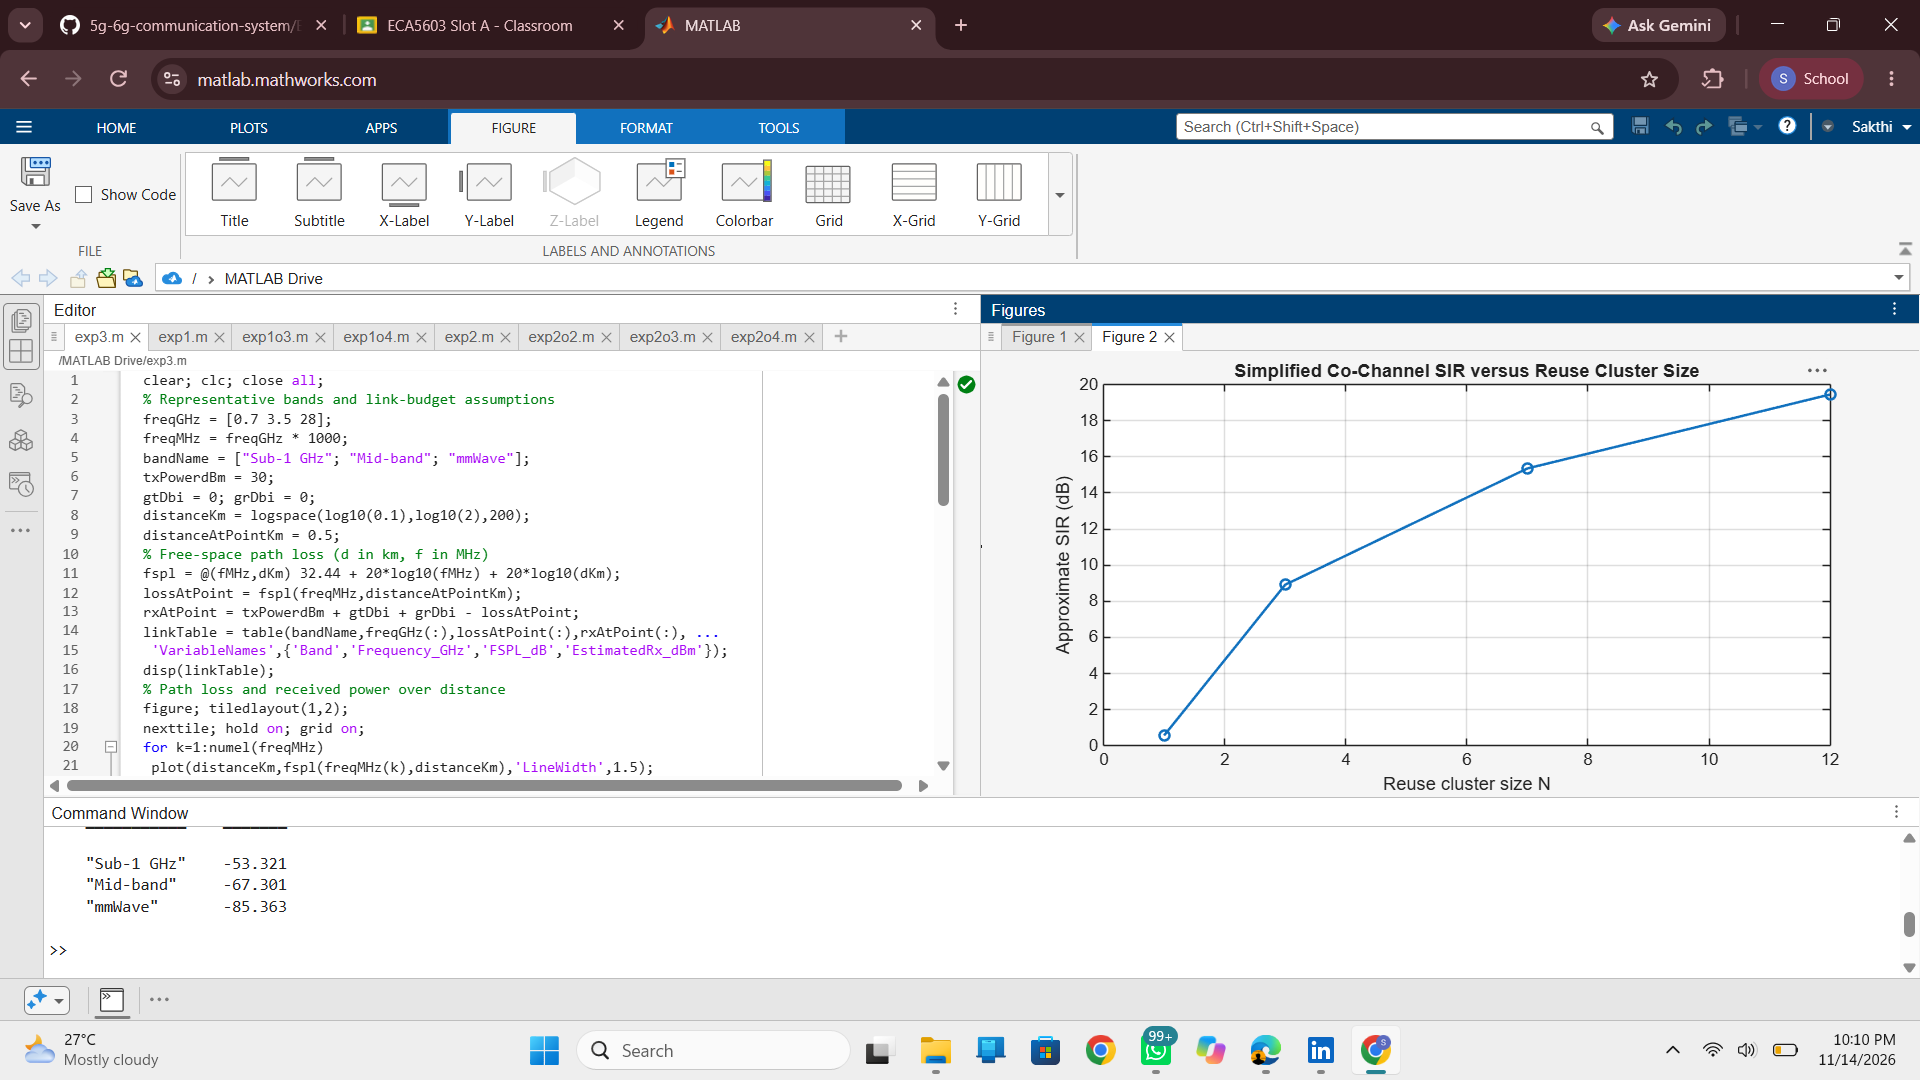 5g-6g-communication-system/
ECA5603 Slot A - Classroom
MATLAB
Ask Gemini
matlab.mathworks.com
S School
HOME PLOTS APPS FIGURE FORMAT TOOLS
Search (Ctrl+Shift+Space)
Sakthi
Save As
Show Code
Title Subtitle X-Label Y-Label Z-Label Legend Colorbar Grid X-Grid Y-Grid
FILE
LABELS AND ANNOTATIONS
/ › MATLAB Drive
Editor
exp3.m exp1.m exp1o3.m exp1o4.m exp2.m exp2o2.m exp2o3.m exp2o4.m
/MATLAB Drive/exp3.m
1 clear; clc; close all;
2 % Representative bands and link-budget assumptions
3 freqGHz = [0.7 3.5 28];
4 freqMHz = freqGHz * 1000;
5 bandName = ["Sub-1 GHz"; "Mid-band"; "mmWave"];
6 txPowerdBm = 30;
7 gtDbi = 0; grDbi = 0;
8 distanceKm = logspace(log10(0.1),log10(2),200);
9 distanceAtPointKm = 0.5;
10 % Free-space path loss (d in km, f in MHz)
11 fspl = @(fMHz,dKm) 32.44 + 20*log10(fMHz) + 20*log10(dKm);
12 lossAtPoint = fspl(freqMHz,distanceAtPointKm);
13 rxAtPoint = txPowerdBm + gtDbi + grDbi - lossAtPoint;
14 linkTable = table(bandName,freqGHz(:),lossAtPoint(:),rxAtPoint(:), ...
15 'VariableNames',{'Band','Frequency_GHz','FSPL_dB','EstimatedRx_dBm'});
16 disp(linkTable);
17 % Path loss and received power over distance
18 figure; tiledlayout(1,2);
19 nexttile; hold on; grid on;
20 for k=1:numel(freqMHz)
21 plot(distanceKm,fspl(freqMHz(k),distanceKm),'LineWidth',1.5);
Figures
Figure 1 Figure 2
Simplified Co-Channel SIR versus Reuse Cluster Size
Approximate SIR (dB)
20
18
16
14
12
10
8
6
4
2
0
0 2 4 6 8 10 12
Reuse cluster size N
Command Window
"Sub-1 GHz" -53.321
"Mid-band" -67.301
"mmWave" -85.363
>>
27°C
Mostly cloudy
Search
99+
10:10 PM
11/14/2026